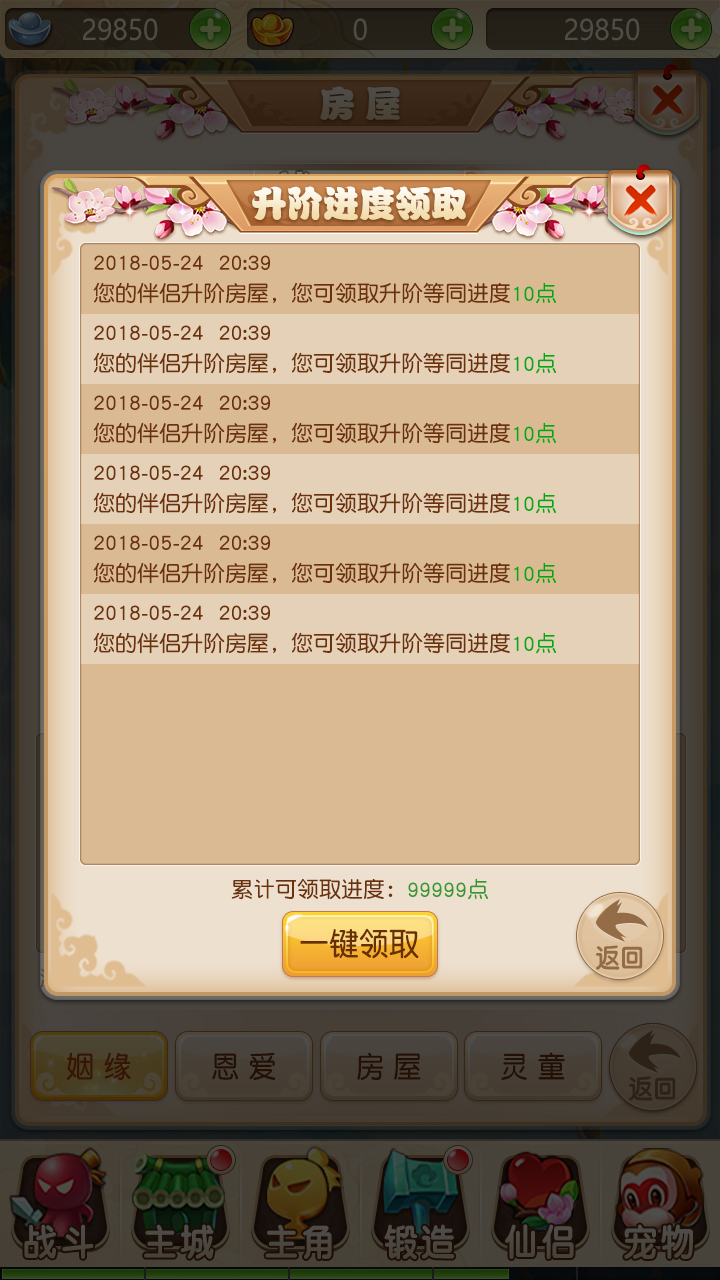 29850
0
29850
房屋
升阶进度领取
2018-05-24 20:39
您的伴侣升阶房屋，您可领取升阶等同进度10点
2018-05-24 20:39
您的伴侣升阶房屋，您可领取升阶等同进度10点
2018-05-24 20:39
您的伴侣升阶房屋，您可领取升阶等同进度10点
2018-05-24 20:39
您的伴侣升阶房屋，您可领取升阶等同进度10点
2018-05-24 20:39
您的伴侣升阶房屋，您可领取升阶等同进度10点
2018-05-24 20:39
您的伴侣升阶房屋，您可领取升阶等同进度10点
累计可领取进度：99999点
一键领取
返回
姻缘
恩爱
房屋
灵童
返回
战斗
主城
主角
锻造
仙侣
宠物